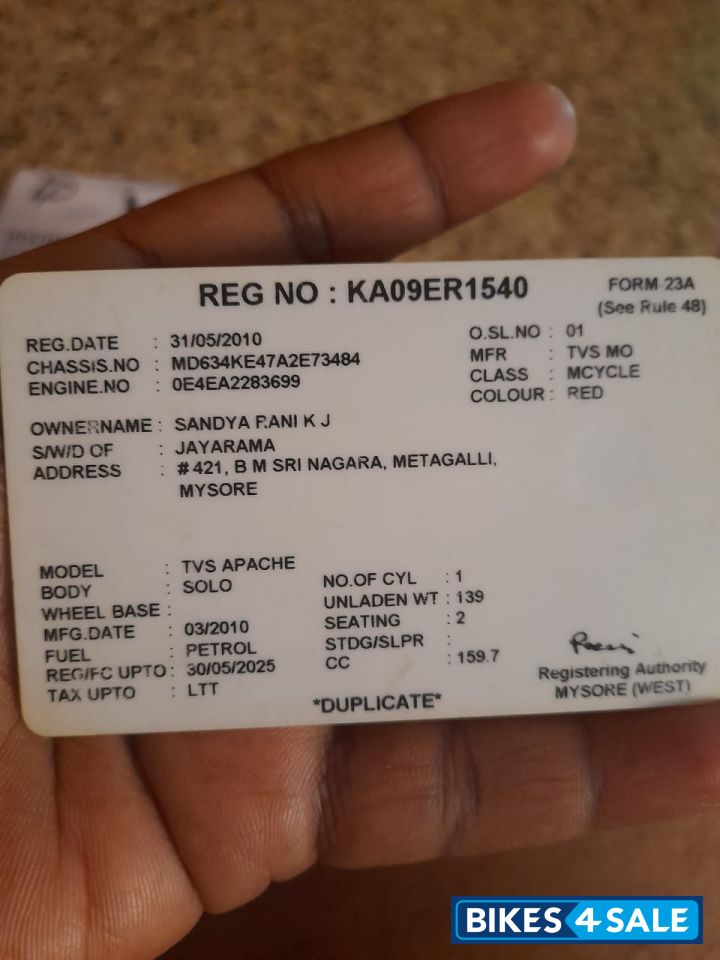 REG NO : KA09ER1540
FORM 23A
(See Rule 48)
REG.DATE : 31/05/2010
CHASSIS.NO : MD634KE47A2E73484
ENGINE.NO : 0E4EA2283699
O.SL.NO : 01
MFR : TVS MO
CLASS : MCYCLE
COLOUR : RED
OWNERNAME : SANDYA RANI K J
S/W/D OF : JAYARAMA
ADDRESS : # 421, B M SRI NAGARA, METAGALLI,
MYSORE
MODEL : TVS APACHE
BODY : SOLO
WHEEL BASE :
MFG.DATE : 03/2010
FUEL : PETROL
REG/FC UPTO : 30/05/2025
TAX UPTO : LTT
NO.OF CYL : 1
UNLADEN WT : 139
SEATING : 2
STDG/SLPR :
CC : 159.7
*DUPLICATE*
Registering Authority
MYSORE (WEST)
BIKES4SALE